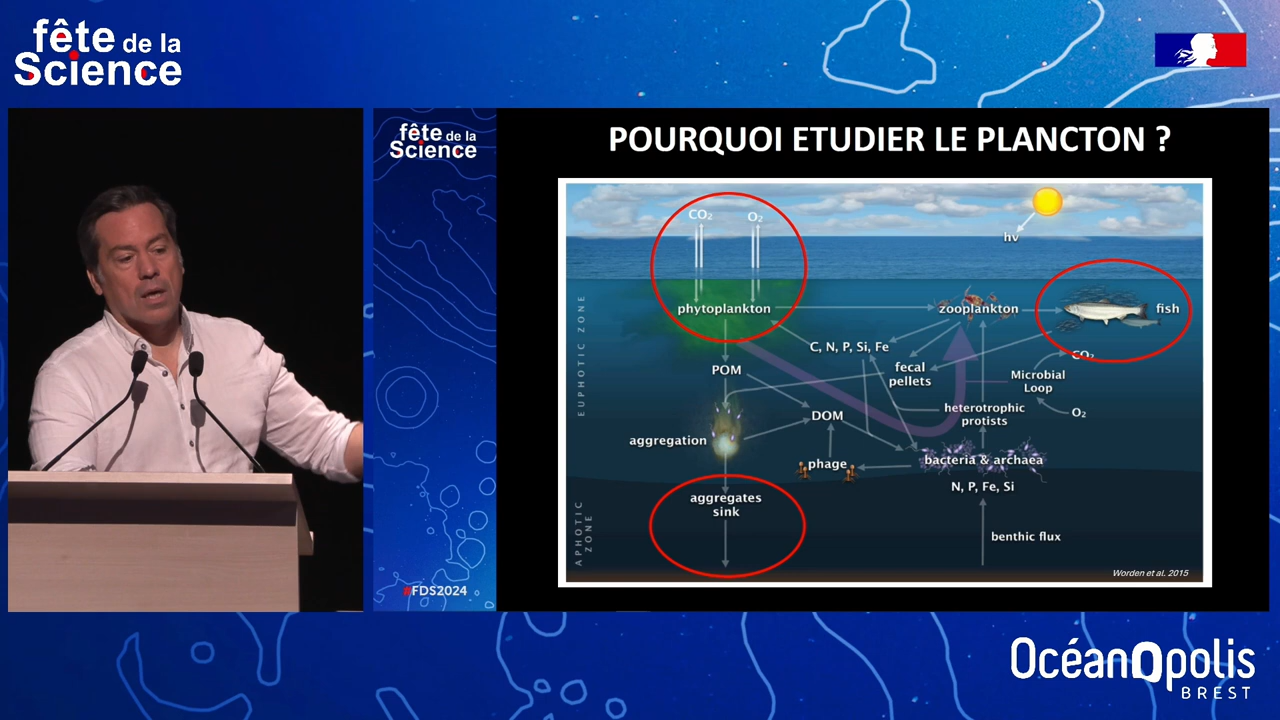 fête de la
Science
fête de la
Science
POURQUOI ETUDIER LE PLANCTON ?
CO₂
O₂
hν
EUPHOTIC ZONE
phytoplankton
zooplankton
fish
C, N, P, Si, Fe
CO₂
POM
fecal
pellets
Microbial
Loop
DOM
heterotrophic
protists
O₂
aggregation
phage
bacteria & archaea
N, P, Fe, Si
aggregates
sink
APHOTIC
ZONE
benthic flux
Worden et al. 2015
#FDS2024
OcéanOpolis
BREST